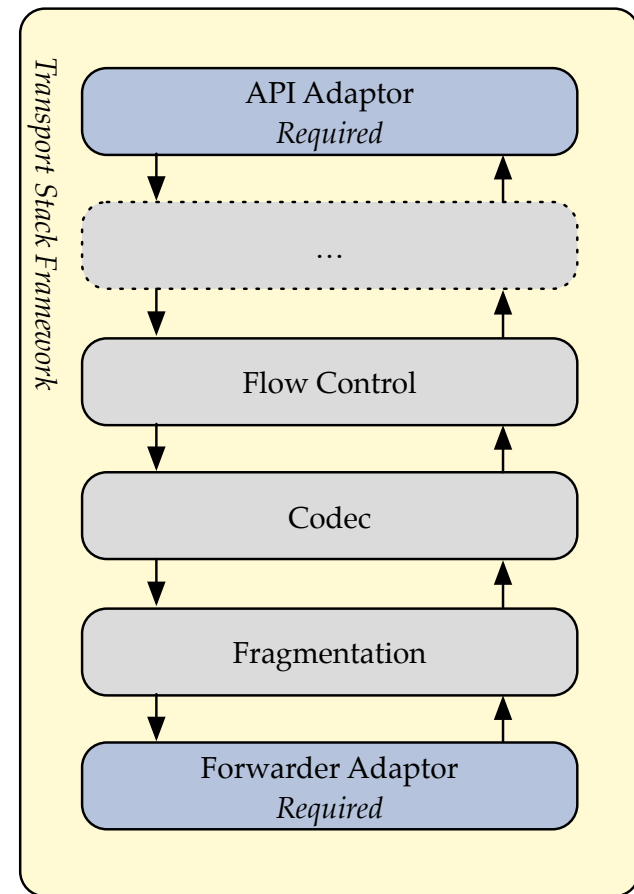 Transport Stack Framework
API Adaptor
Required
...
Flow Control
Codec
Fragmentation
Forwarder Adaptor
Required